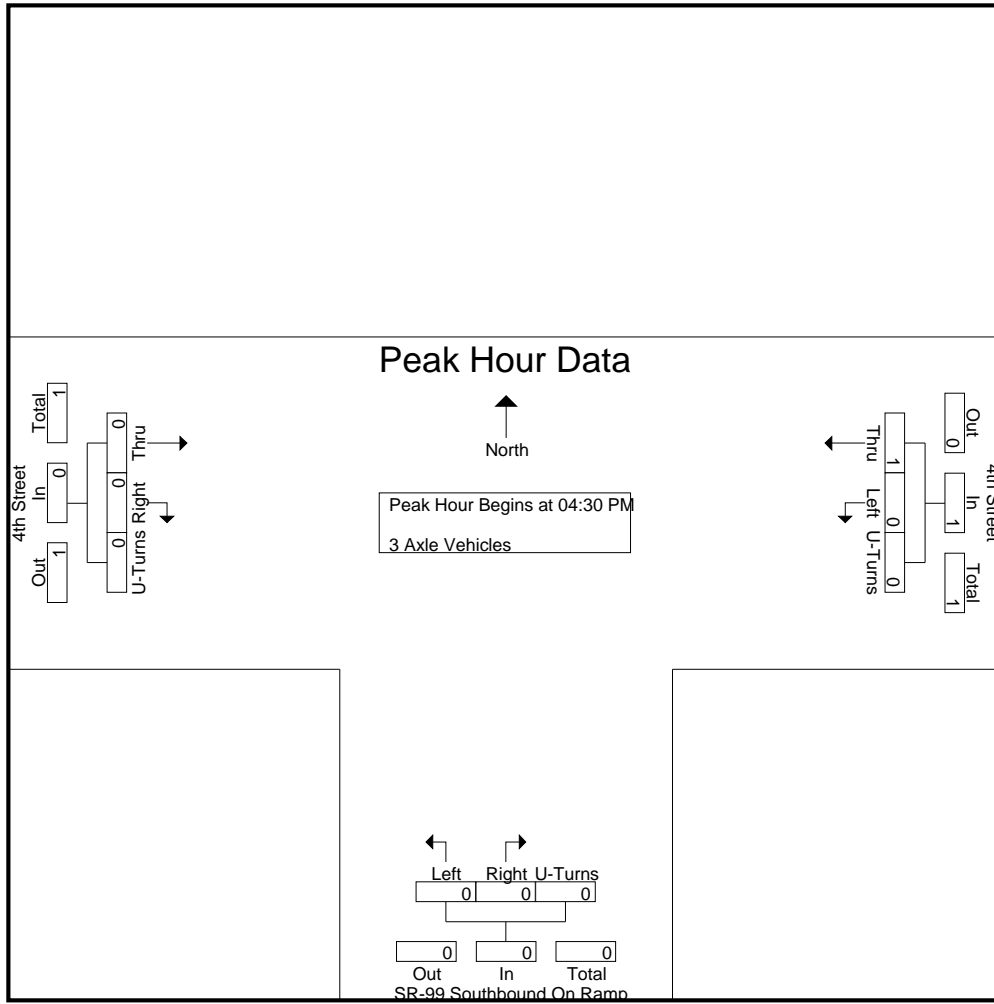 Peak Hour Data
North
Peak Hour Begins at 04:30 PM
3 Axle Vehicles
4th Street
Total
1
In
0
Out
1
Thru
0
Right
0
U-Turns
0
Out
0
In
1
Total
1
4th Street
Thru
1
Left
0
U-Turns
0
Left Right U-Turns
0 0 0
0 0 0
Out In Total
SR-99 Southbound On Ramp